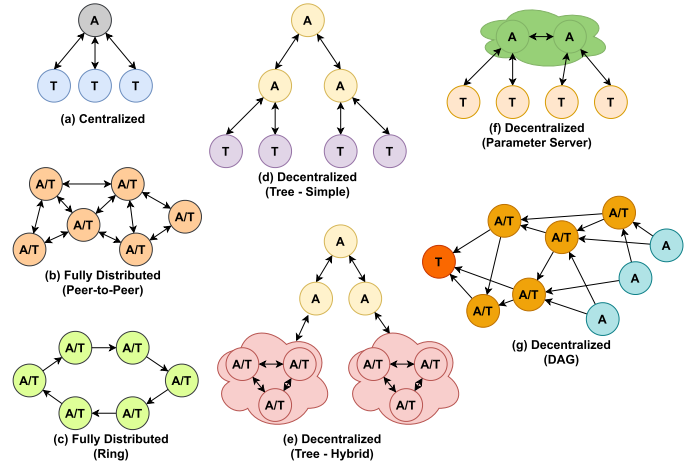 A
T T T
(a) Centralized
A/T A/T
A/T A/T
A/T A/T
(b) Fully Distributed
(Peer-to-Peer)
A/T A/T
A/T A/T
A/T A/T
(c) Fully Distributed
(Ring)
A
A A
T T T T
(d) Decentralized
(Tree - Simple)
A
A A
A/T A/T A/T A/T
A/T A/T
(e) Decentralized
(Tree - Hybrid)
A A
T T T T
(f) Decentralized
(Parameter Server)
A/T A/T
A/T A
T
A
A/T A/T
A
(g) Decentralized
(DAG)